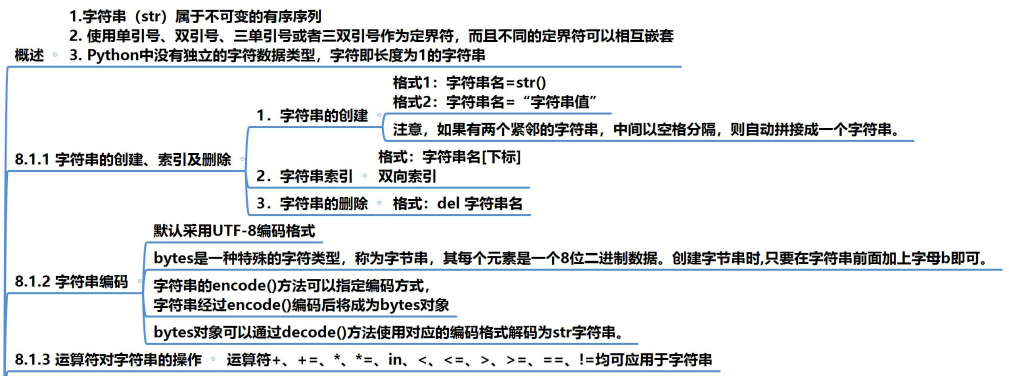 1.字符串（str）属于不可变的有序序列
2. 使用单引号、双引号、三单引号或者三双引号作为定界符，而且不同的定界符可以相互嵌套
概述
3. Python中没有独立的字符数据类型，字符即长度为1的字符串
格式1：字符串名=str()
格式2：字符串名=“字符串值”
1．字符串的创建
注意，如果有两个紧邻的字符串，中间以空格分隔，则自动拼接成一个字符串。
8.1.1 字符串的创建、索引及删除
格式：字符串名[下标]
2．字符串索引
双向索引
3．字符串的删除
格式：del 字符串名
默认采用UTF-8编码格式
bytes是一种特殊的字符类型，称为字节串，其每个元素是一个8位二进制数据。创建字节串时,只要在字符串前面加上字母b即可。
8.1.2 字符串编码
字符串的encode()方法可以指定编码方式，
字符串经过encode()编码后将成为bytes对象
bytes对象可以通过decode()方法使用对应的编码格式解码为str字符串。
8.1.3 运算符对字符串的操作
运算符+、+=、*、*=、in、<、<=、>、>=、==、!=均可应用于字符串